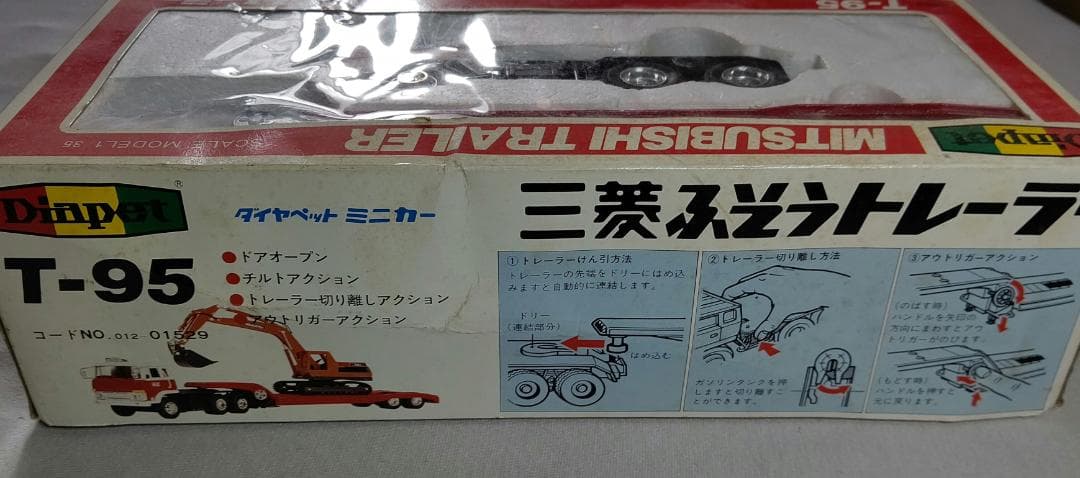 T-95
SCALE MODEL 1:35
MITSUBISHI TRAILER
Diapet
Diapet
®
ダイヤペット ミニカー
三菱ふそうトレーラー
T-95
●ドアオープン
●チルトアクション
●トレーラー切り離しアクション
アウトリガーアクション
コードNO.012-01529
①トレーラーけん引方法
トレーラーの先端をドリーにはめ込
みますと自動的に連結します。
ドリー
(連結部分)
はめ込む
②トレーラー切り離し方法
ガソリンタンクを押
しますと切り離すこ
とができます。
③アウトリガーアクション
(のばす時)
ハンドルを矢印の
方向にまわすとアウ
トリガーがのびます。
(もどす時)
ハンドルを押すと
元に戻ります。